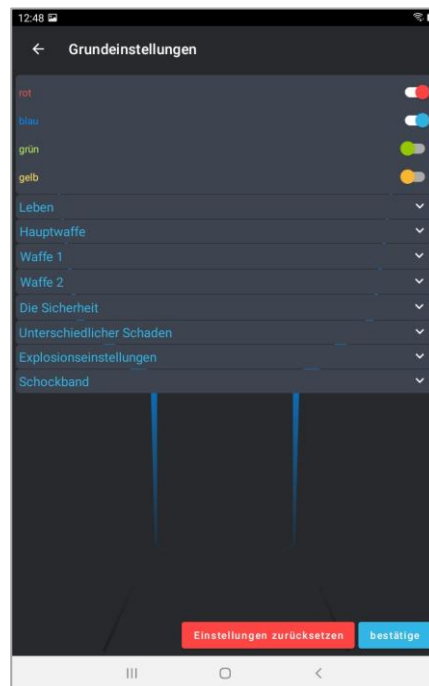 12:48
Grundeinstellungen
rot
blau
grün
gelb
Leben
Hauptwaffe
Waffe 1
Waffe 2
Die Sicherheit
Unterschiedlicher Schaden
Explosionseinstellungen
Schockband
Einstellungen zurücksetzen bestätige